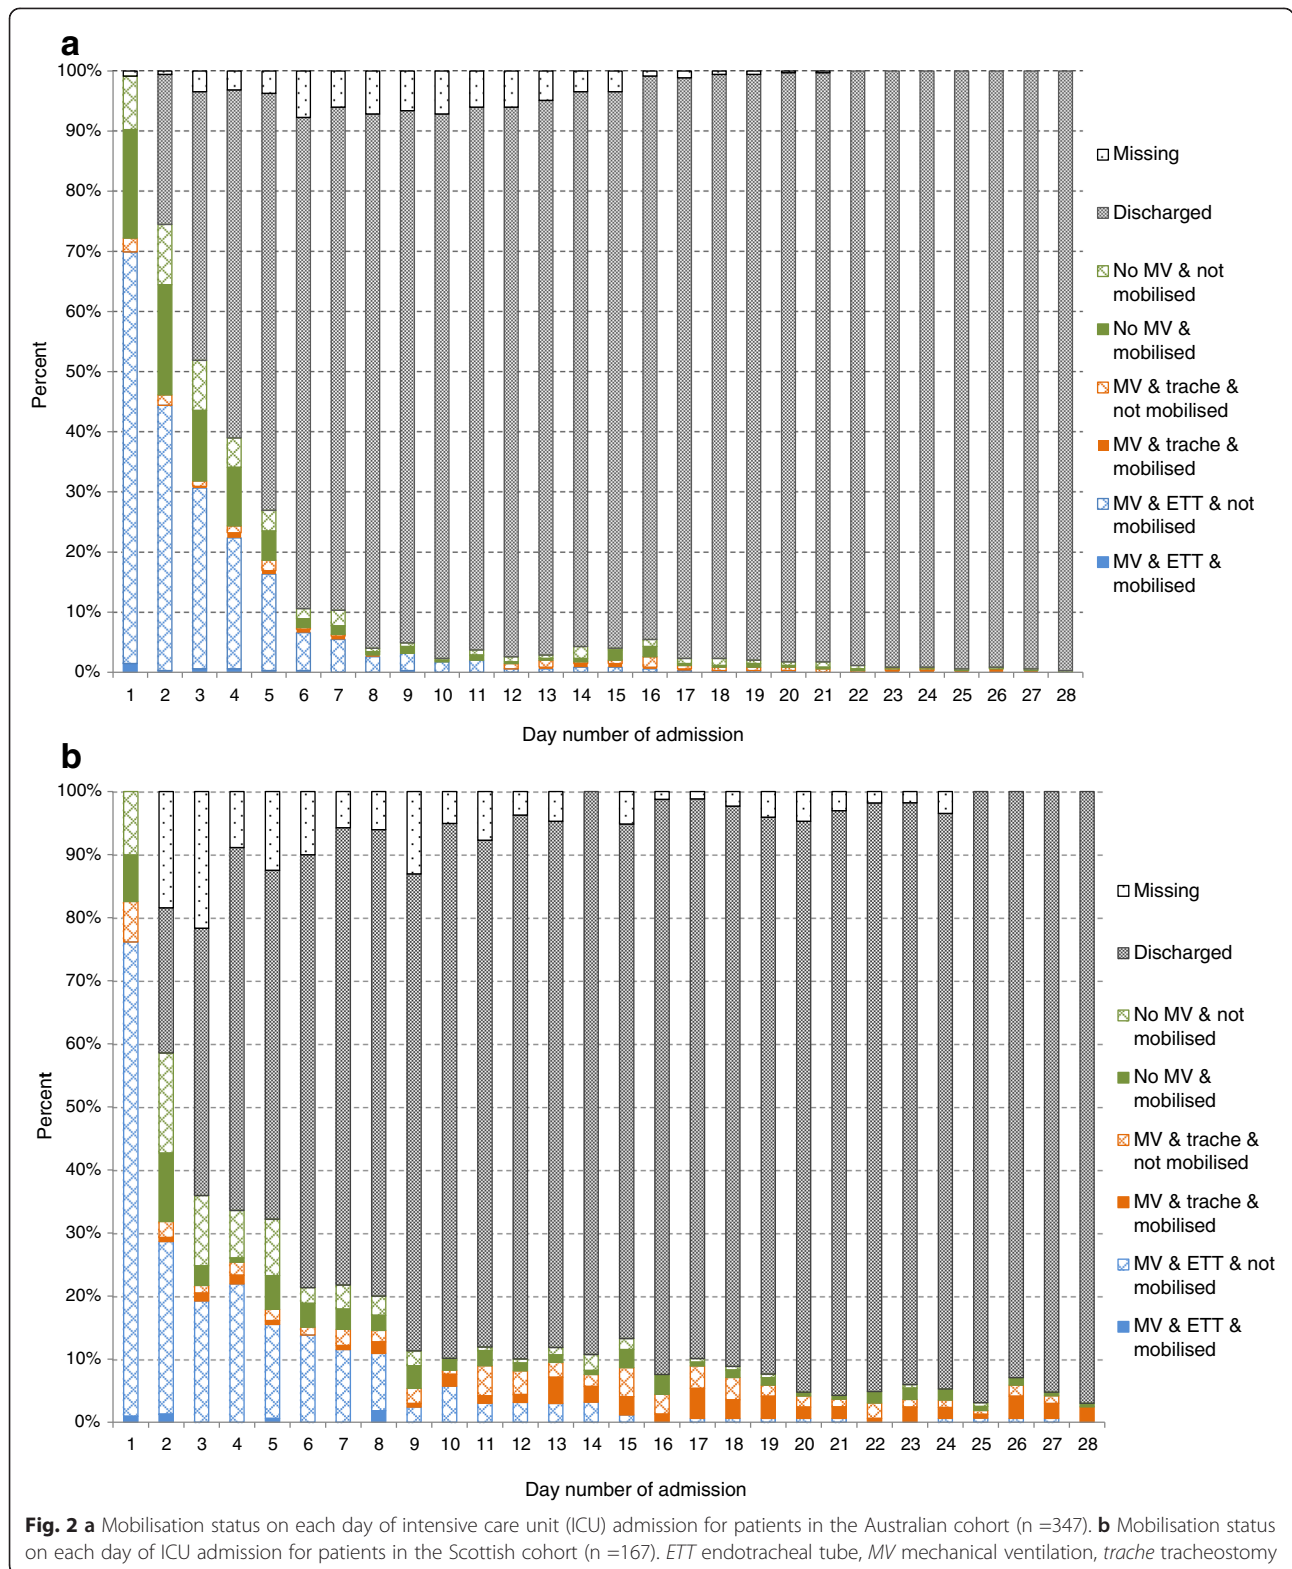 a
100%
90%
80%
70%
60%
50%
40%
30%
20%
10%
0%
Percent
1 2 3 4 5 6 7 8 9 10 11 12 13 14 15 16 17 18 19 20 21 22 23 24 25 26 27 28
Day number of admission
Missing
Discharged
No MV & not
mobilised
No MV &
mobilised
MV & trache &
not mobilised
MV & trache &
mobilised
MV & ETT & not
mobilised
MV & ETT &
mobilised
b
100%
90%
80%
70%
60%
50%
40%
30%
20%
10%
0%
Percent
1 2 3 4 5 6 7 8 9 10 11 12 13 14 15 16 17 18 19 20 21 22 23 24 25 26 27 28
Day number of admission
Missing
Discharged
No MV & not
mobilised
No MV &
mobilised
MV & trache &
not mobilised
MV & trache &
mobilised
MV & ETT & not
mobilised
MV & ETT &
mobilised
Fig. 2 a Mobilisation status on each day of intensive care unit (ICU) admission for patients in the Australian cohort (n =347). b Mobilisation status
on each day of ICU admission for patients in the Scottish cohort (n =167). ETT endotracheal tube, MV mechanical ventilation, trache tracheostomy